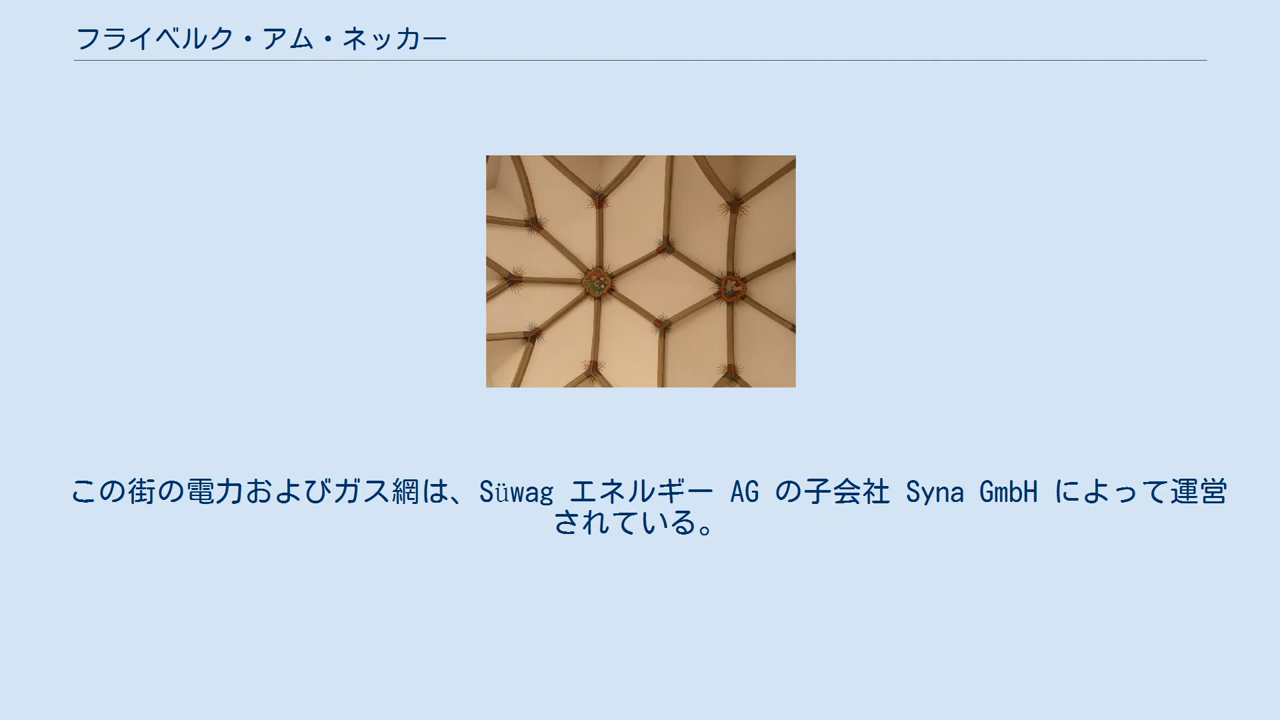 フライベルク・アム・ネッカー
この街の電力およびガス網は、Süwag エネルギー AG の子会社 Syna GmbH によって運営
されている。